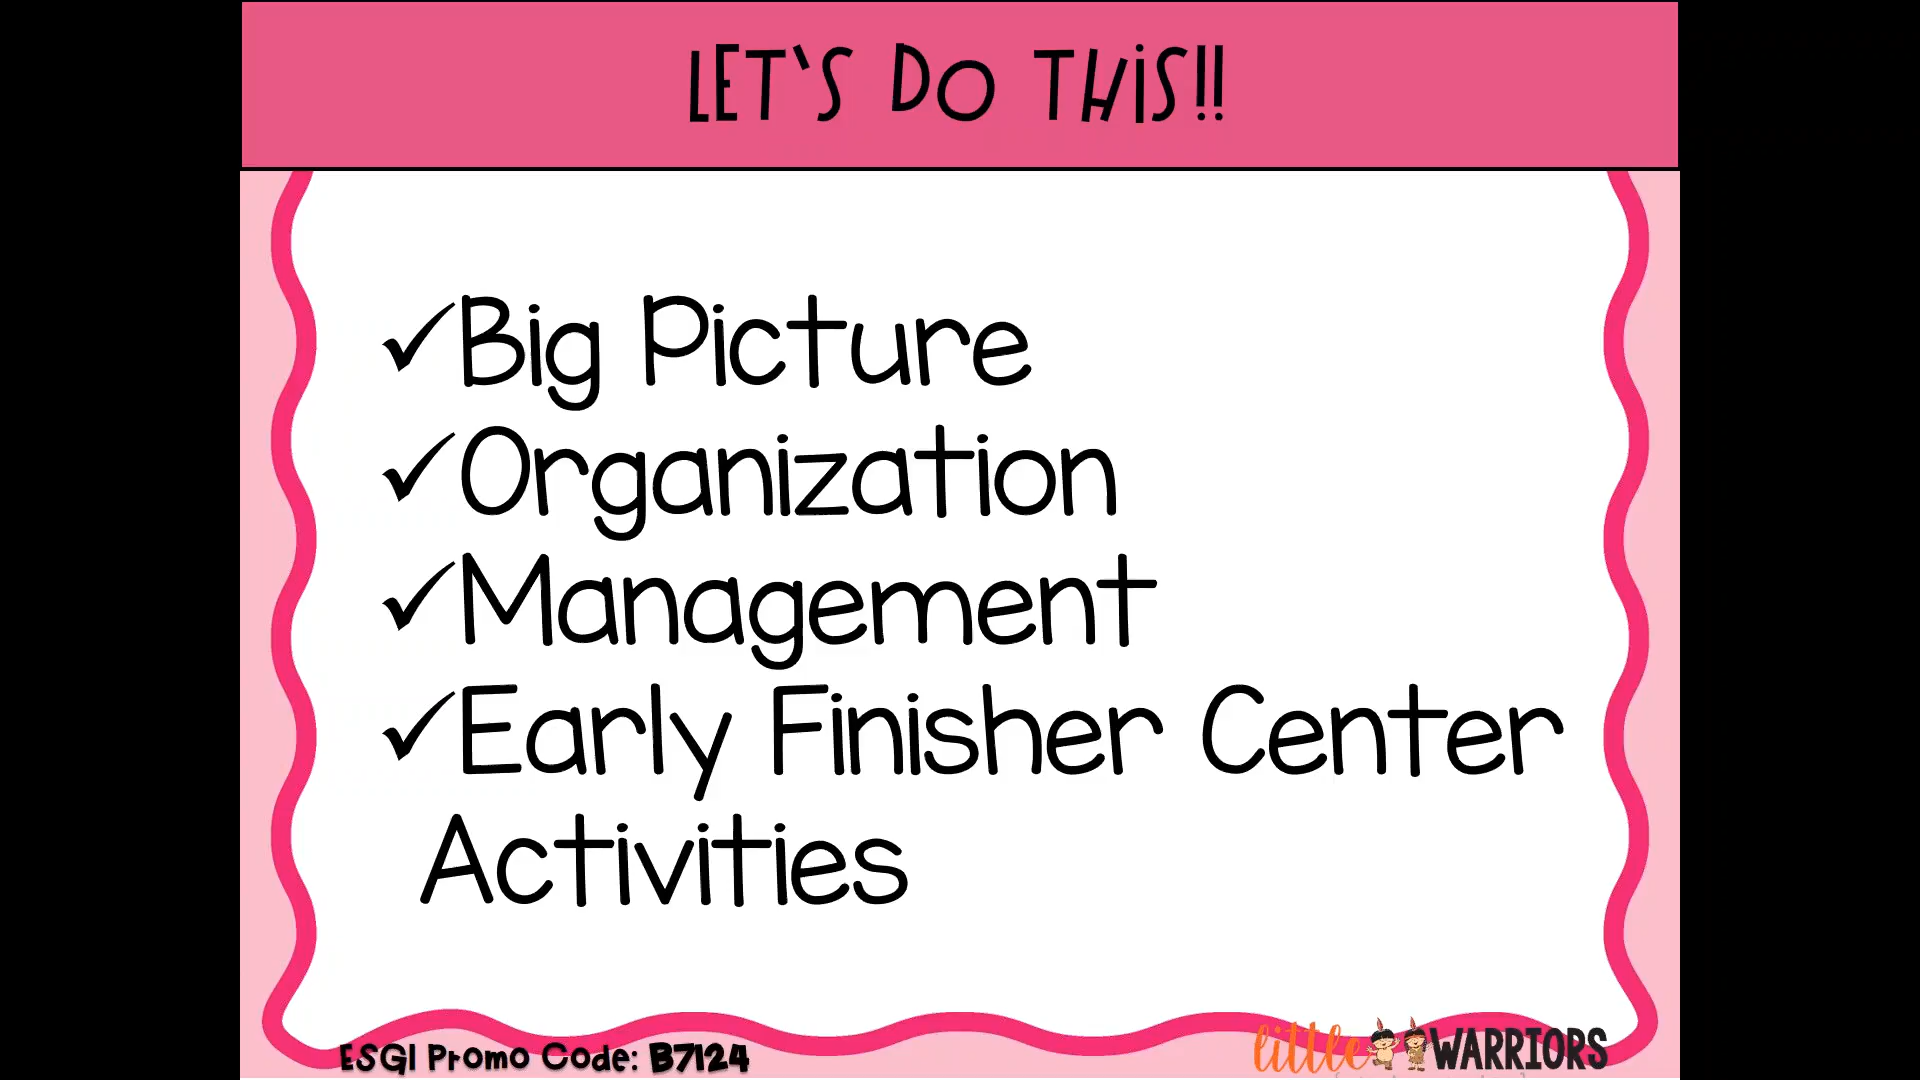 LET'S DO THIS!!
✓Big Picture
✓Organization
✓Management
✓Early Finisher Center
Activities
ESGI Promo Code: B7124
little WARRIORS